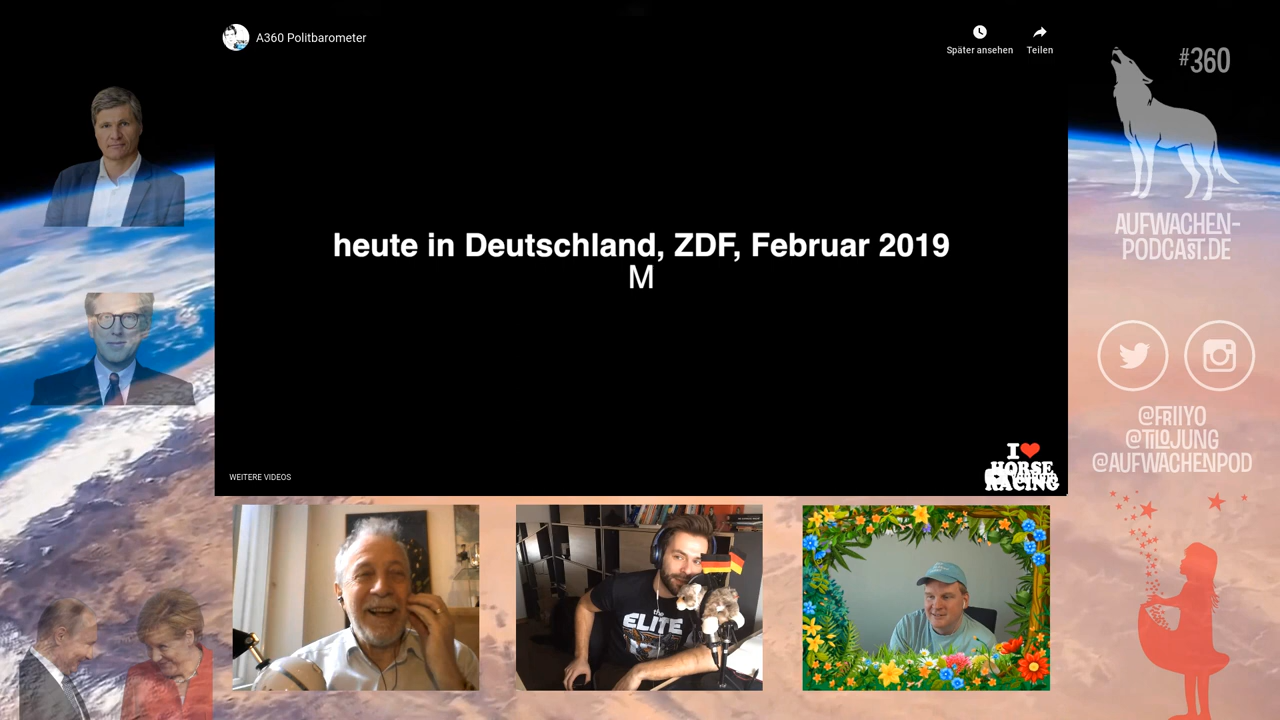 A360 Politbarometer
Später ansehen
Teilen
#360
AUFWACHEN-
PODCAST.DE
heute in Deutschland, ZDF, Februar 2019
M
@FRIIYO
@TILOJUNG
@AUFWACHENPOD
I
HORSE
RACING
WEITERE VIDEOS
the
ELITE